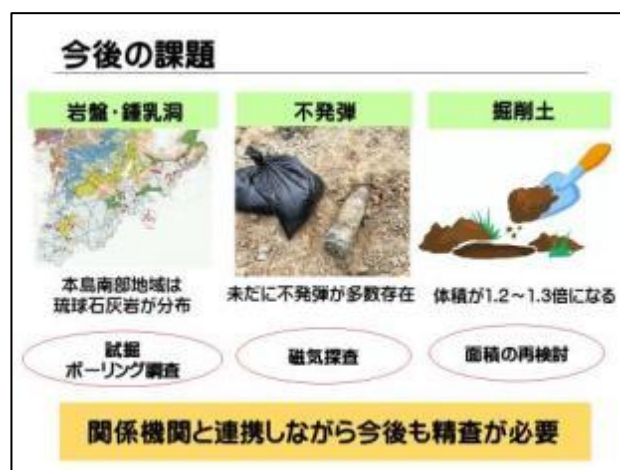 今後の課題
岩盤・鍾乳洞
不発弾
掘削土
本島南部地域は
琉球石灰岩が分布
未だに不発弾が多数存在
体積が1.2～1.3倍になる
試掘
ボーリング調査
磁気探査
面積の再検討
関係機関と連携しながら今後も精査が必要